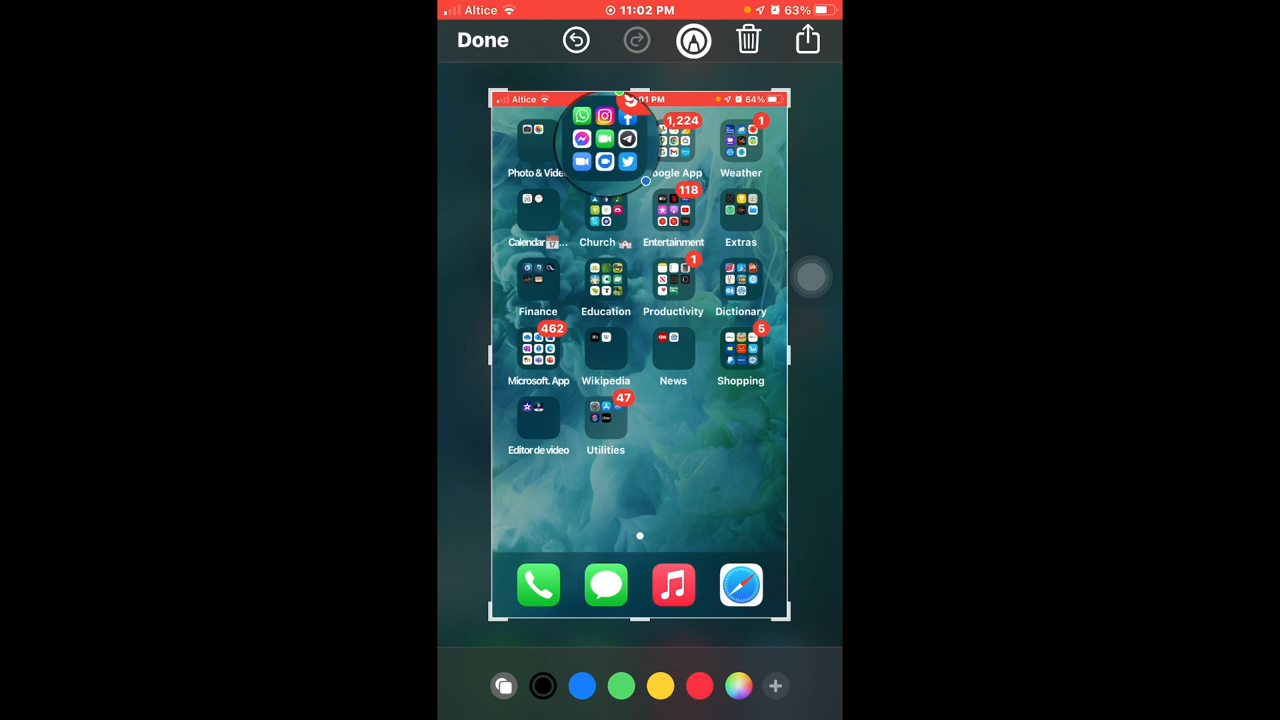 Altice 11:02 PM 63%
Done
Altice 01 PM 64%
1,224 1
Photo & Vide oogle App Weather
118
Calendar📅... Church ⛪ Entertainment Extras
1
Finance Education Productivity Dictionary
462 5
Microsoft. App Wikipedia News Shopping
47
Editor de video Utilities